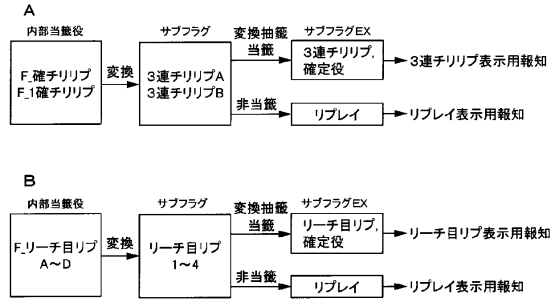 A
内部当籤役
サブフラグ
変換抽籤
当籤
サブフラグEX
F_確チリリプ
F_1確チリリプ
変換
3連チリリプA
3連チリリプB
3連チリリプ,
確定役
3連チリリプ表示用報知
非当籤
リプレイ
リプレイ表示用報知
B
内部当籤役
サブフラグ
変換抽籤
当籤
サブフラグEX
F_リーチ目リプ
A～D
変換
リーチ目リプ
1～4
リーチ目リプ,
確定役
リーチ目リプ表示用報知
非当籤
リプレイ
リプレイ表示用報知